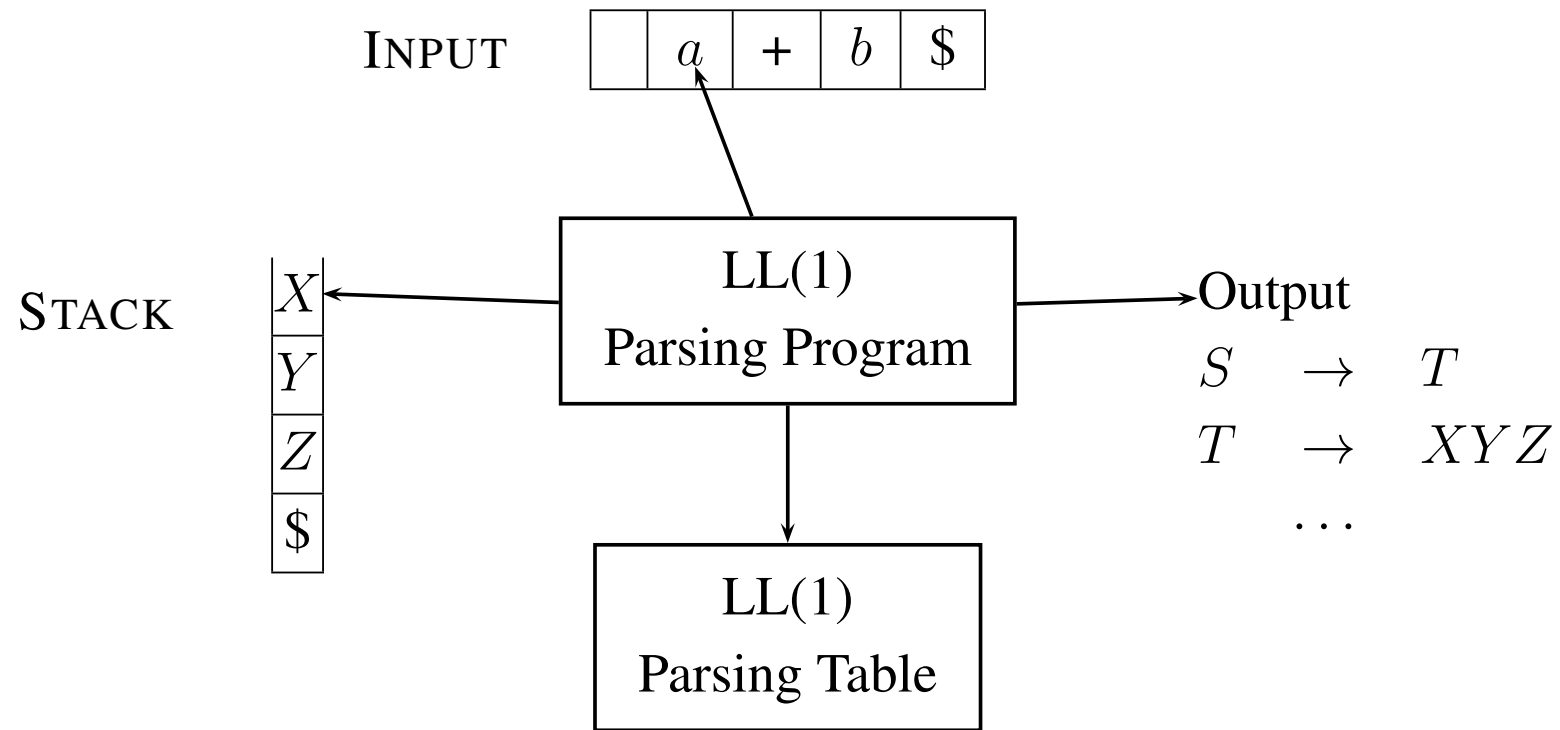 INPUT a + b $
LL(1)
Parsing Program
STACK
X
Y
Z
$
Output
S → T
T → XYZ
...
LL(1)
Parsing Table